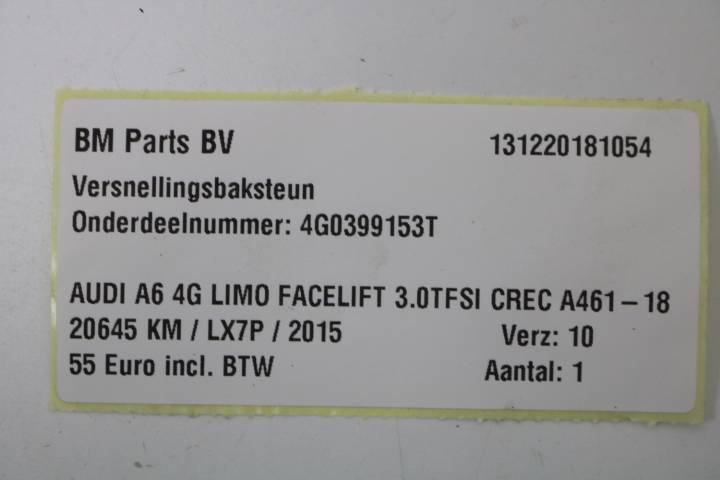 BM Parts BV 131220181054
Versnellingsbaksteun
Onderdeelnummer: 4G0399153T
AUDI A6 4G LIMO FACELIFT 3.0TFSI CREC A461-18
20645 KM / LX7P / 2015 Verz: 10
55 Euro incl. BTW Aantal: 1